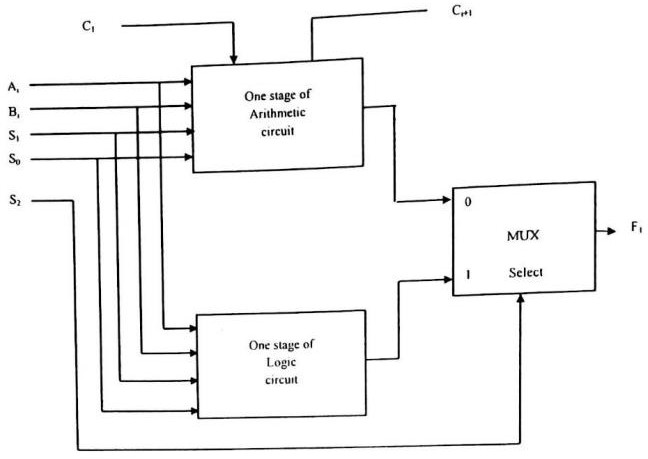 C₁
Cᵢ₊₁
Aᵢ
Bᵢ
S₁
S₀
S₂
One stage of
Arithmetic
circuit
0
MUX
1 Select
F₁
One stage of
Logic
circuit